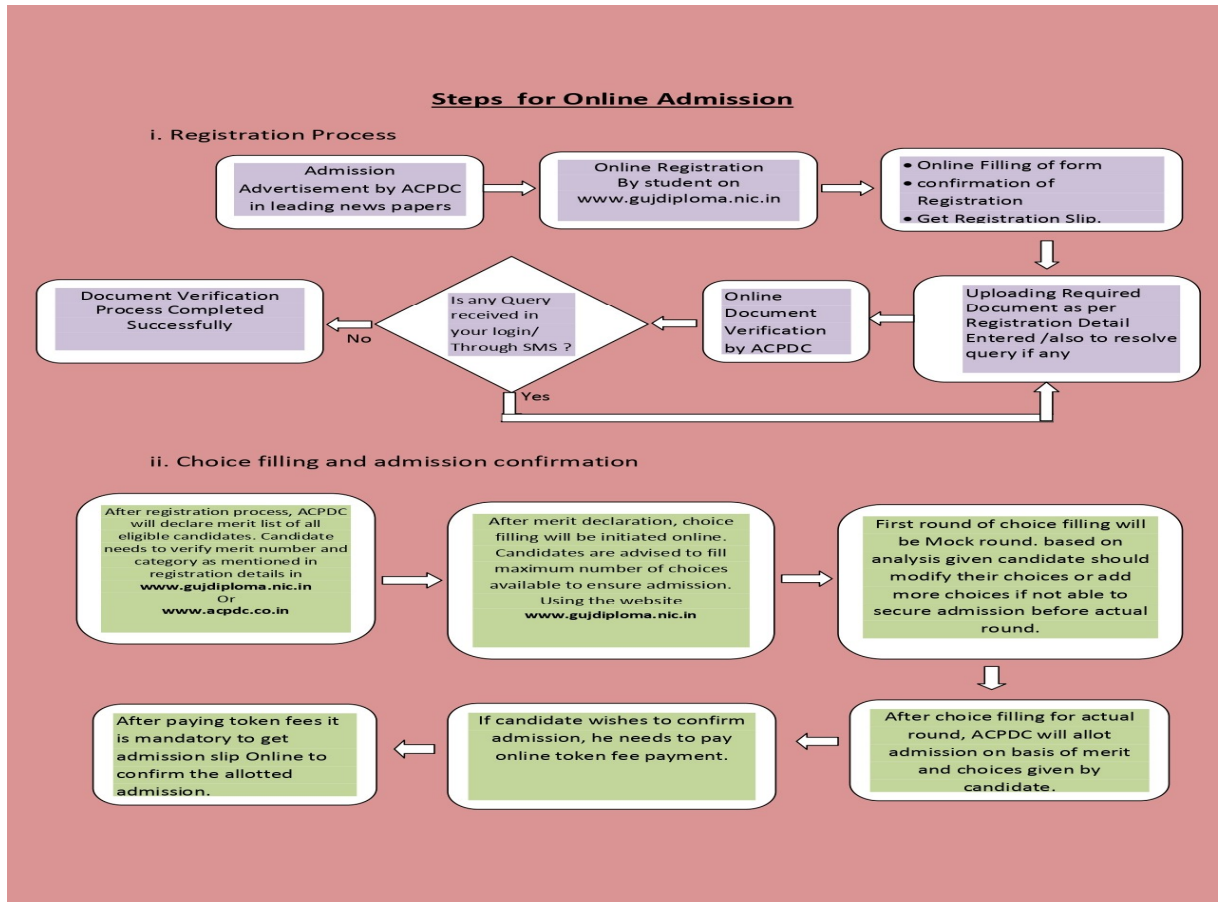 Steps for Online Admission
i. Registration Process
Admission
Advertisement by ACPDC
in leading news papers
Online Registration
By student on
www.gujdiploma.nic.in
• Online Filling of form
• confirmation of
Registration
• Get Registration Slip.
Uploading Required
Document as per
Registration Detail
Entered /also to resolve
query if any
Online
Document
Verification
by ACPDC
Is any Query
received in
your login/
Through SMS ?
No
Yes
Document Verification
Process Completed
Successfully
ii. Choice filling and admission confirmation
After registration process, ACPDC
will declare merit list of all
eligible candidates. Candidate
needs to verify merit number and
category as mentioned in
registration details in
www.gujdiploma.nic.in
Or
www.acpdc.co.in
After merit declaration, choice
filling will be initiated online.
Candidates are advised to fill
maximum number of choices
available to ensure admission.
Using the website
www.gujdiploma.nic.in
First round of choice filling will
be Mock round. based on
analysis given candidate should
modify their choices or add
more choices if not able to
secure admission before actual
round.
After choice filling for actual
round, ACPDC will allot
admission on basis of merit
and choices given by
candidate.
If candidate wishes to confirm
admission, he needs to pay
online token fee payment.
After paying token fees it
is mandatory to get
admission slip Online to
confirm the allotted
admission.